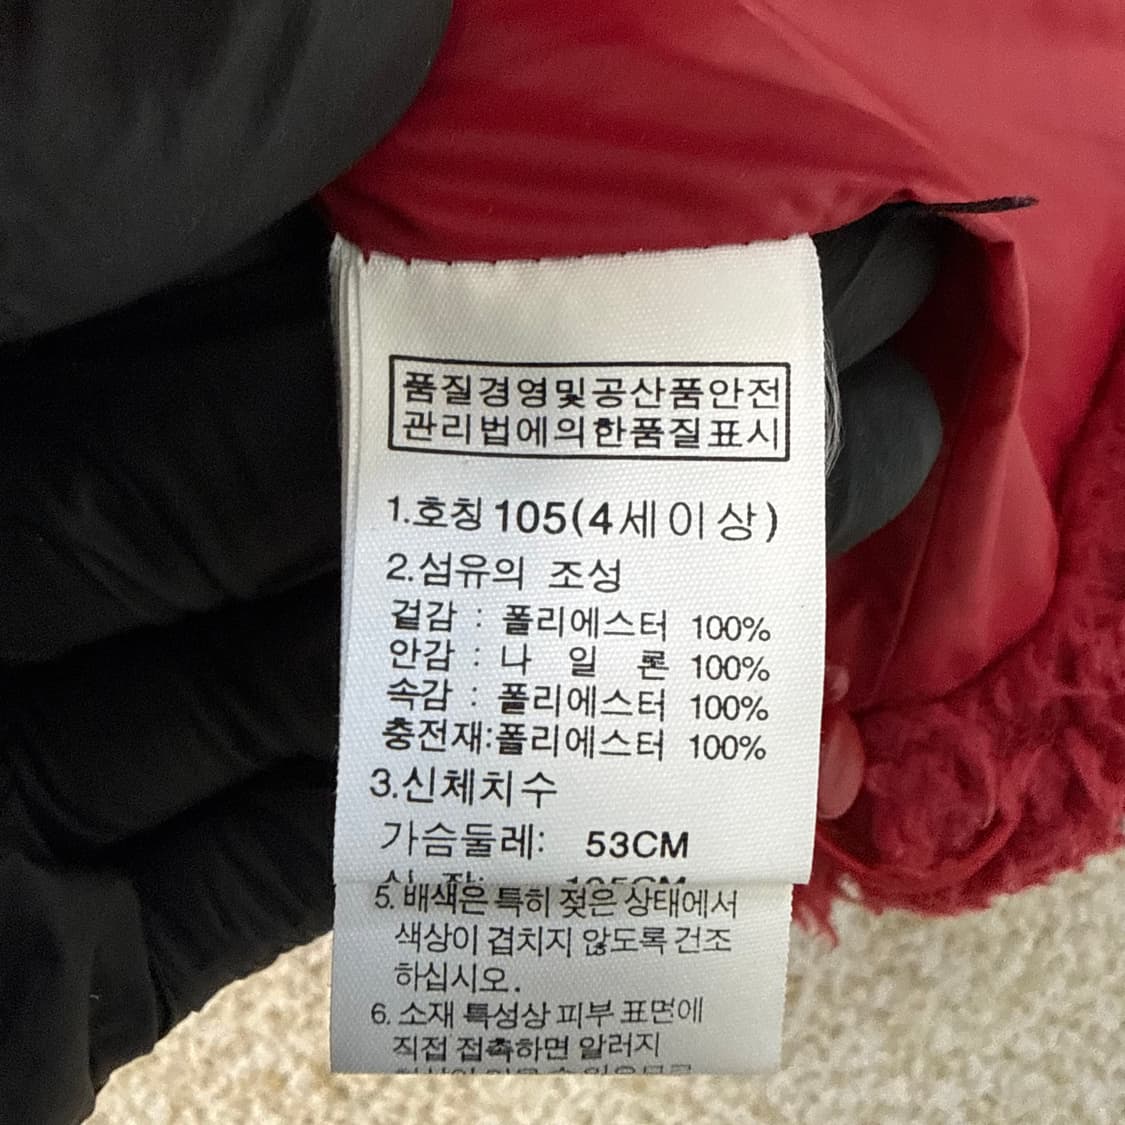 품질경영및공산품안전
관리법에의한품질표시
1.호칭 105(4세이상)
2.섬유의 조성
겉감 : 폴리에스터 100%
안감 : 나 일 론 100%
속감 : 폴리에스터 100%
충전재:폴리에스터 100%
3.신체치수
가슴둘레: 53CM
5. 배색은 특히 젖은 상태에서
색상이 겹치지 않도록 건조
하십시오.
6. 소재 특성상 피부 표면에
직접 접촉하면 알러지